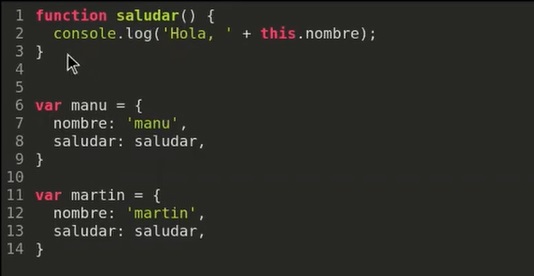 1 function saludar() {
2   console.log('Hola, ' + this.nombre);
3 }
4
5
6 var manu = {
7   nombre: 'manu',
8   saludar: saludar,
9 }
10
11 var martin = {
12   nombre: 'martin',
13   saludar: saludar,
14 }